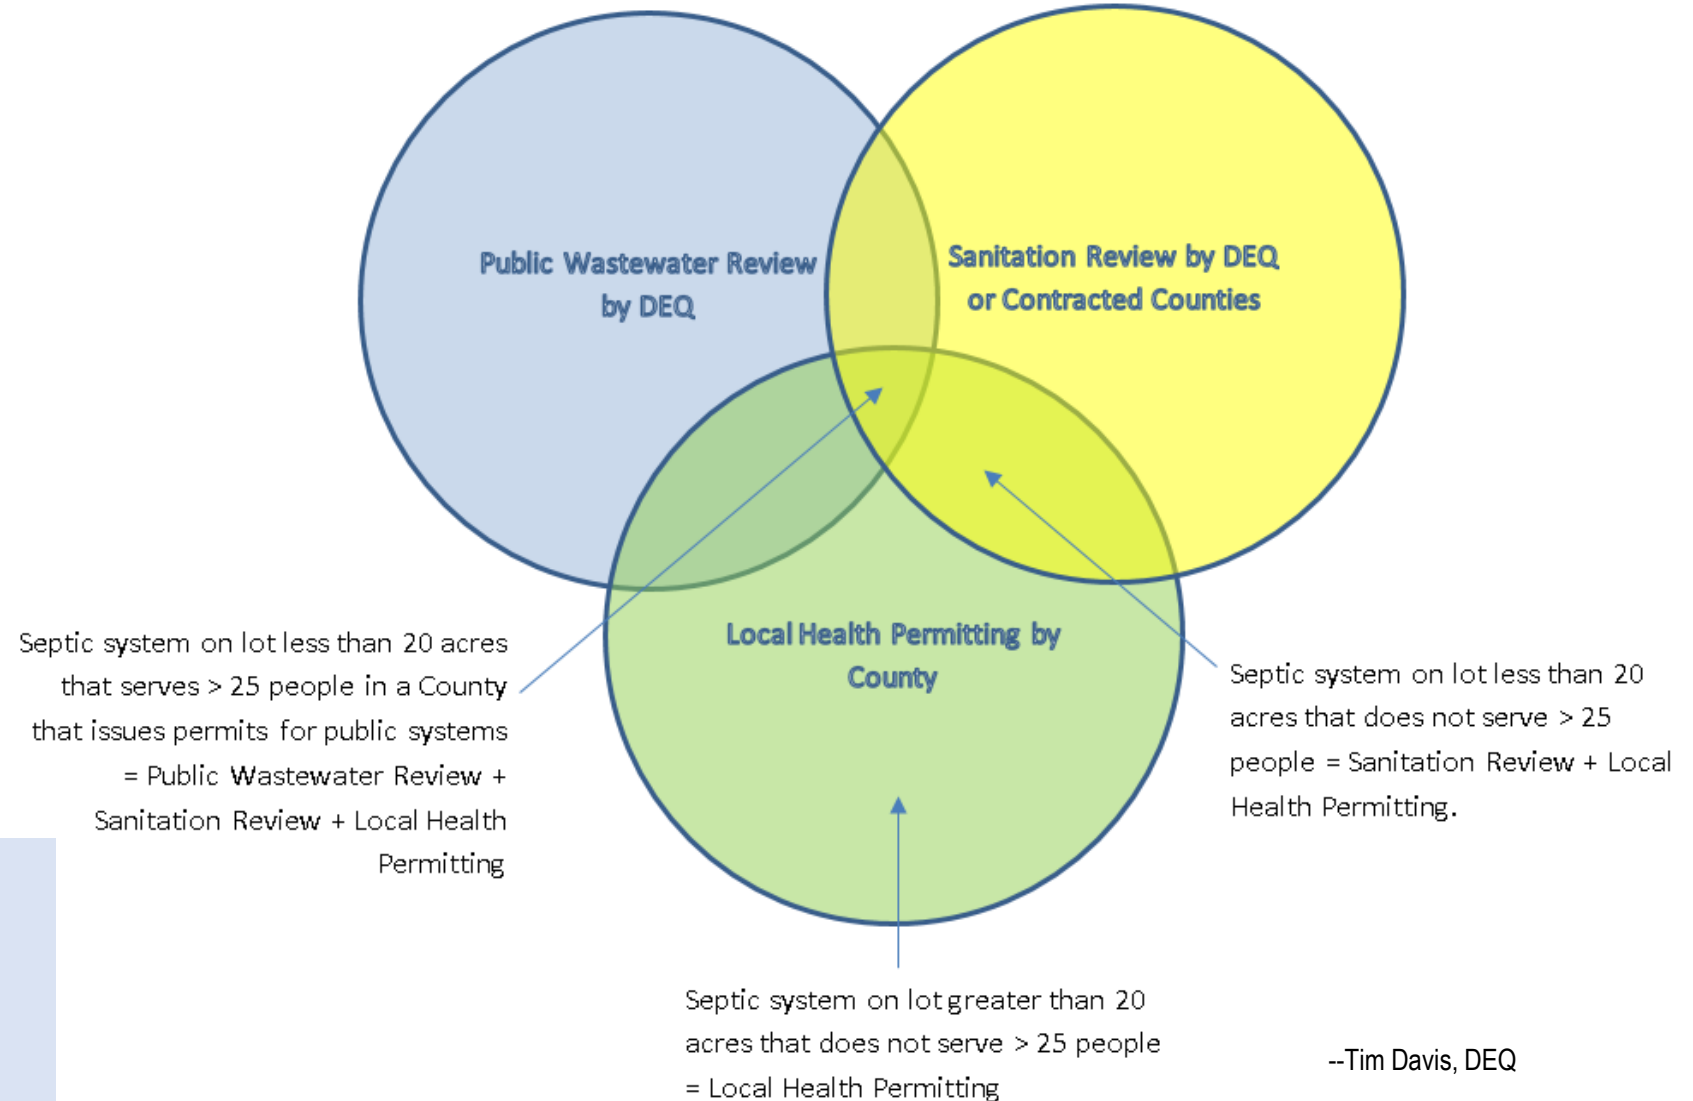 Public Wastewater Review
by DEQ
Sanitation Review by DEQ
or Contracted Counties
Local Health Permitting by
County
Septic system on lot less than 20 acres
that serves > 25 people in a County
that issues permits for public systems
= Public Wastewater Review +
Sanitation Review + Local Health
Permitting
Septic system on lot less than 20
acres that does not serve > 25
people = Sanitation Review + Local
Health Permitting.
Septic system on lot greater than 20
acres that does not serve > 25 people
= Local Health Permitting
--Tim Davis, DEQ